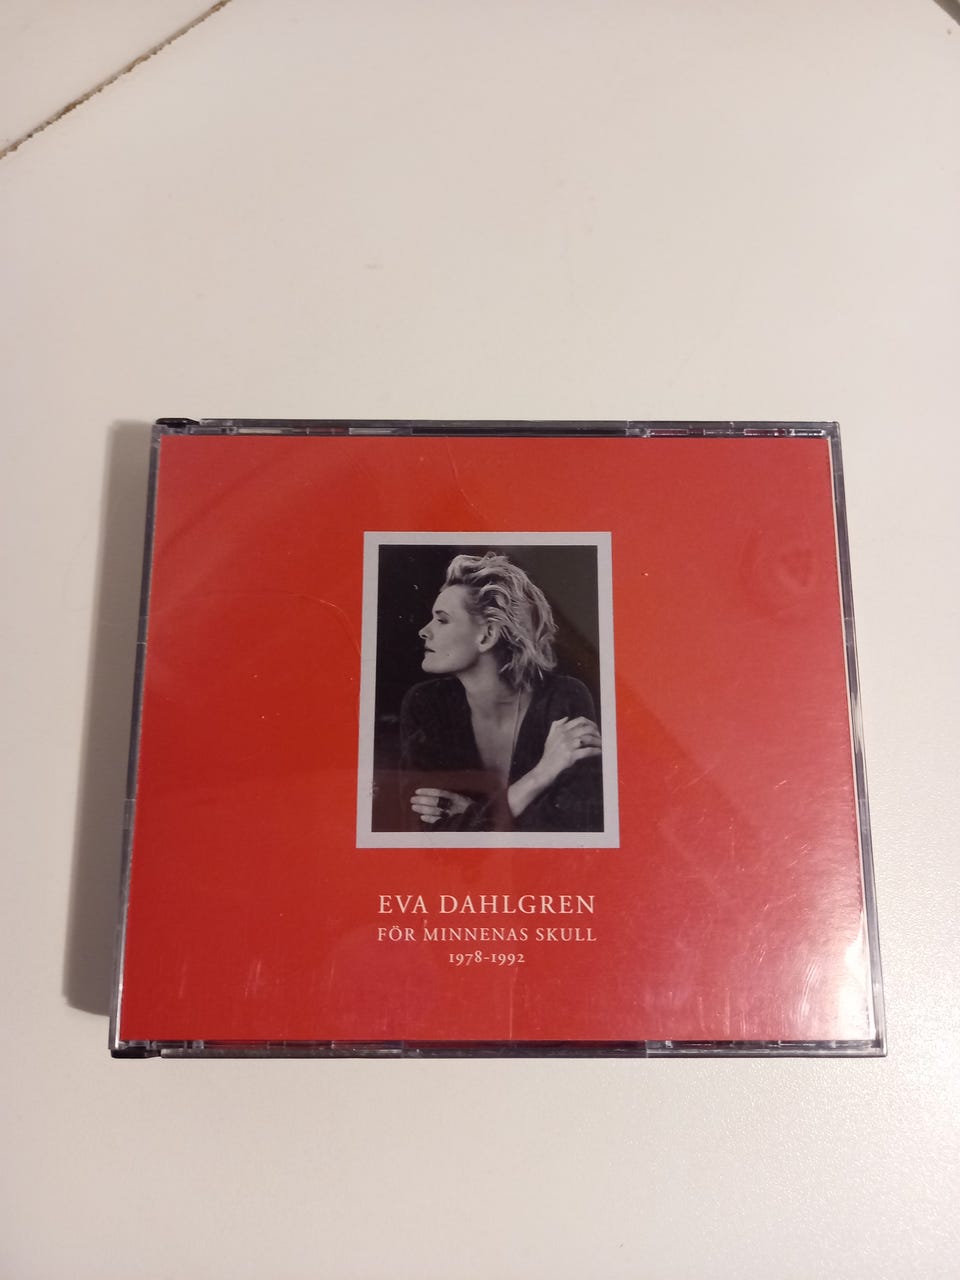 EVA DAHLGREN
FÖR MINNENAS SKULL
1978-1992